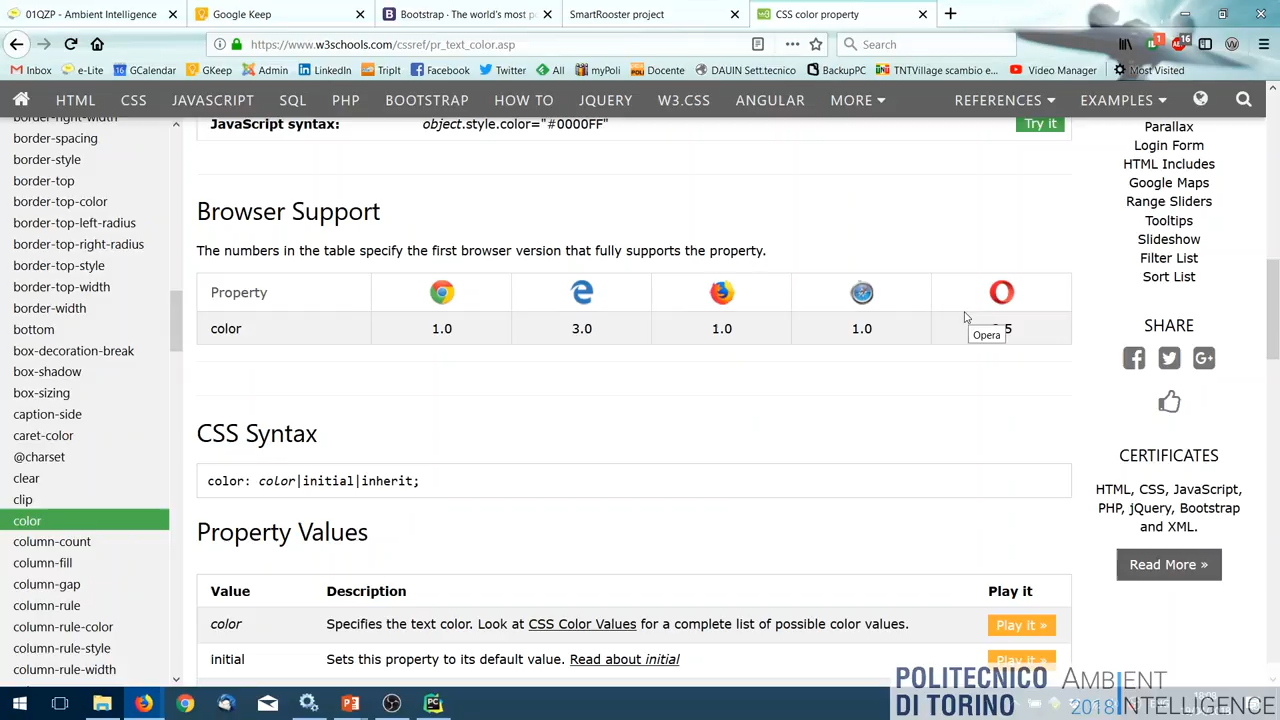 01QZP - Ambient Intelligence
Google Keep
Bootstrap · The world's most p
SmartRooster project
CSS color property
https://www.w3schools.com/cssref/pr_text_color.asp
Search
1
16
Inbox
e-Lite
GCalendar
GKeep
Admin
LinkedIn
TripIt
Facebook
Twitter
All
myPoli
Docente
DAUIN Sett.tecnico
BackupPC
TNTVillage scambio e...
Video Manager
Most Visited
HTML
CSS
JAVASCRIPT
SQL
PHP
BOOTSTRAP
HOW TO
JQUERY
W3.CSS
ANGULAR
MORE
REFERENCES
EXAMPLES
border-right-width
border-spacing
border-style
border-top
border-top-color
border-top-left-radius
border-top-right-radius
border-top-style
border-top-width
border-width
bottom
box-decoration-break
box-shadow
box-sizing
caption-side
caret-color
@charset
clear
clip
color
column-count
column-fill
column-gap
column-rule
column-rule-color
column-rule-style
column-rule-width
JavaScript syntax: object.style.color="#0000FF" Try it
Browser Support
The numbers in the table specify the first browser version that fully supports the property.
Property
color 1.0 3.0 1.0 1.0 5
Opera
CSS Syntax
color: color|initial|inherit;
Property Values
Value Description Play it
color Specifies the text color. Look at CSS Color Values for a complete list of possible color values. Play it »
initial Sets this property to its default value. Read about initial Play it »
Parallax
Login Form
HTML Includes
Google Maps
Range Sliders
Tooltips
Slideshow
Filter List
Sort List
SHARE
CERTIFICATES
HTML, CSS, JavaScript,
PHP, jQuery, Bootstrap
and XML.
Read More »
POLITECNICO
DI TORINO
AMBIENT
2018 INTELLIGENCE